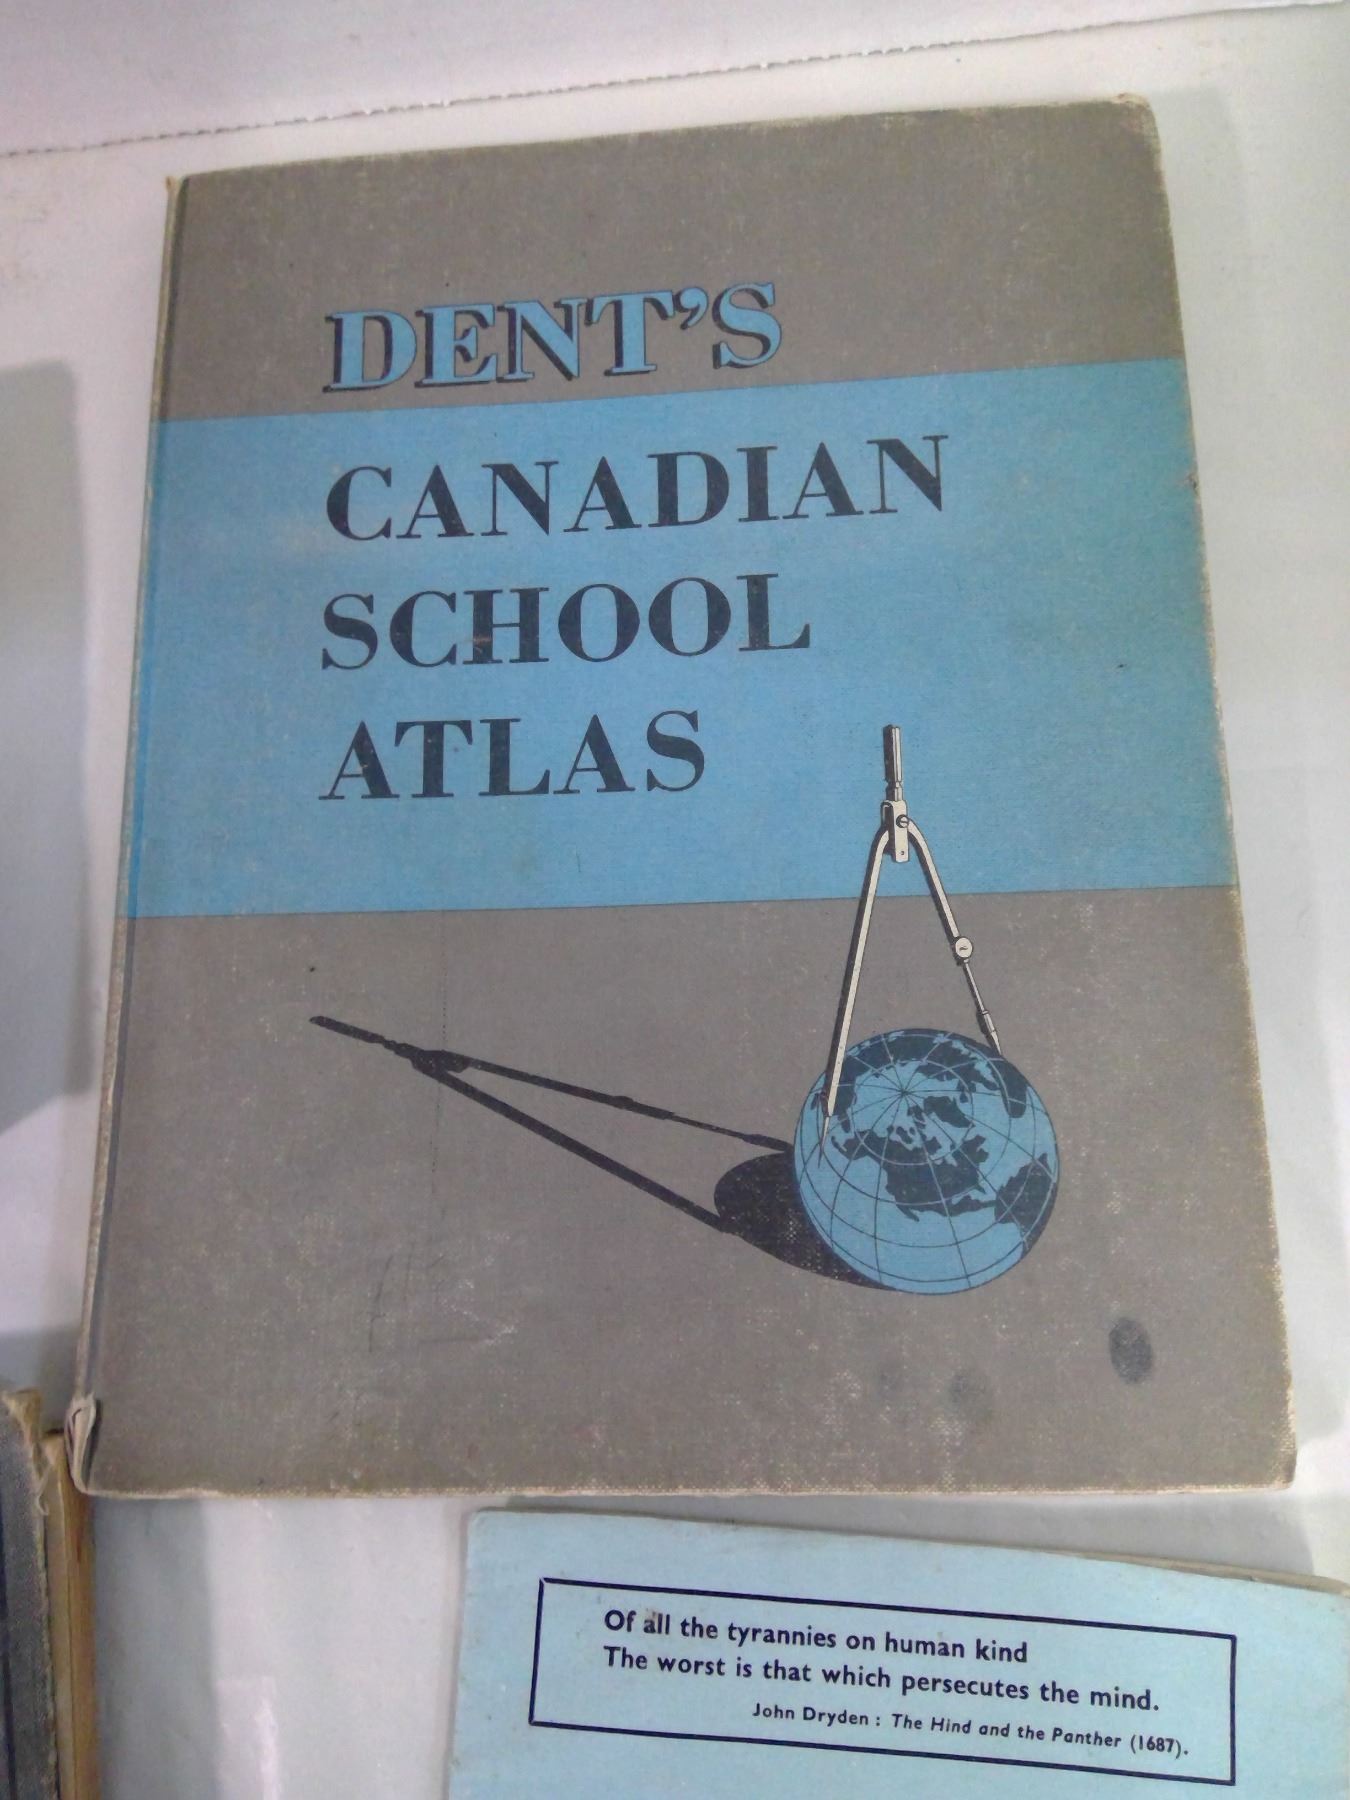 DENT'S
CANADIAN
SCHOOL
ATLAS
Of all the tyrannies on human kind
The worst is that which persecutes the mind.
John Dryden : The Hind and the Panther (1687).